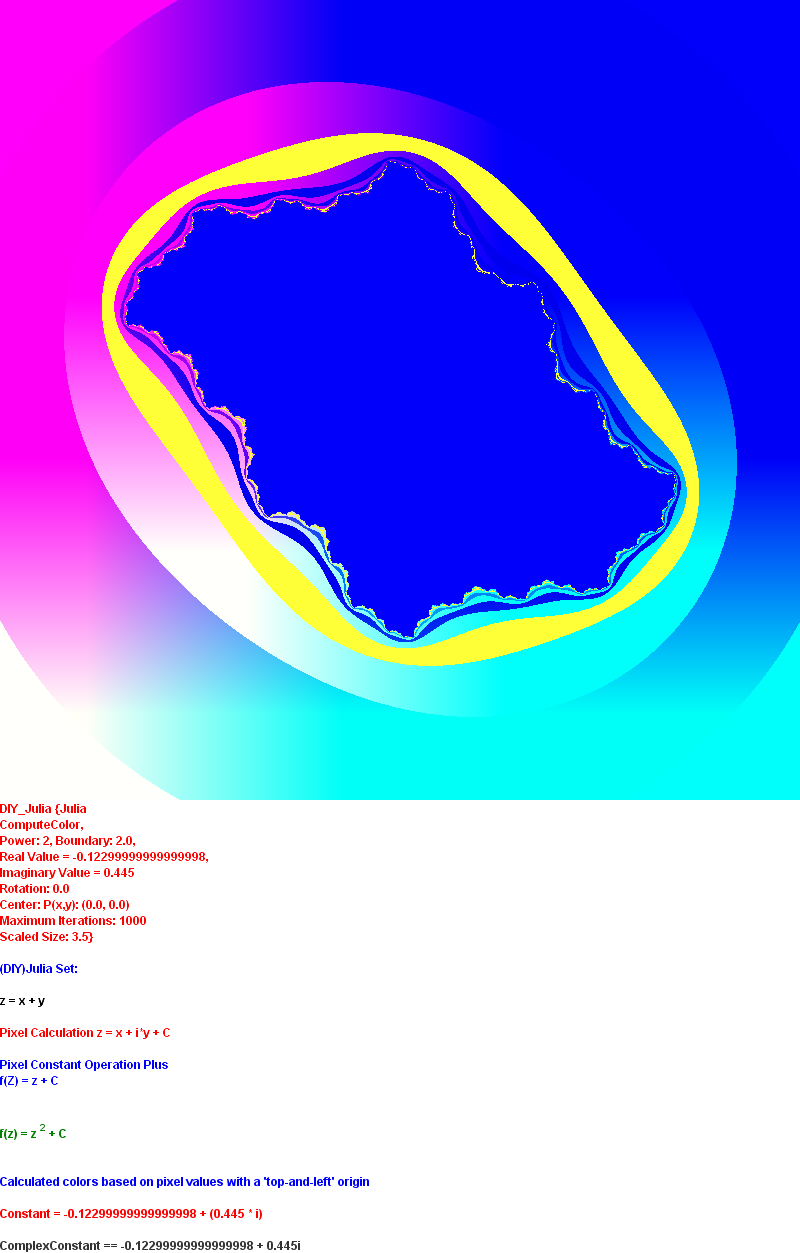 DIY_Julia {Julia
ComputeColor,
Power: 2, Boundary: 2.0,
Real Value = -0.12299999999999998,
Imaginary Value = 0.445
Rotation: 0.0
Center: P(x,y): (0.0, 0.0)
Maximum Iterations: 1000
Scaled Size: 3.5}
(DIY)Julia Set:
z = x + y
Pixel Calculation z = x + i*y + C
Pixel Constant Operation Plus
f(Z) = z + C
f(z) = z ² + C
Calculated colors based on pixel values with a 'top-and-left' origin
Constant = -0.12299999999999998 + (0.445 * i)
ComplexConstant == -0.12299999999999998 + 0.445i